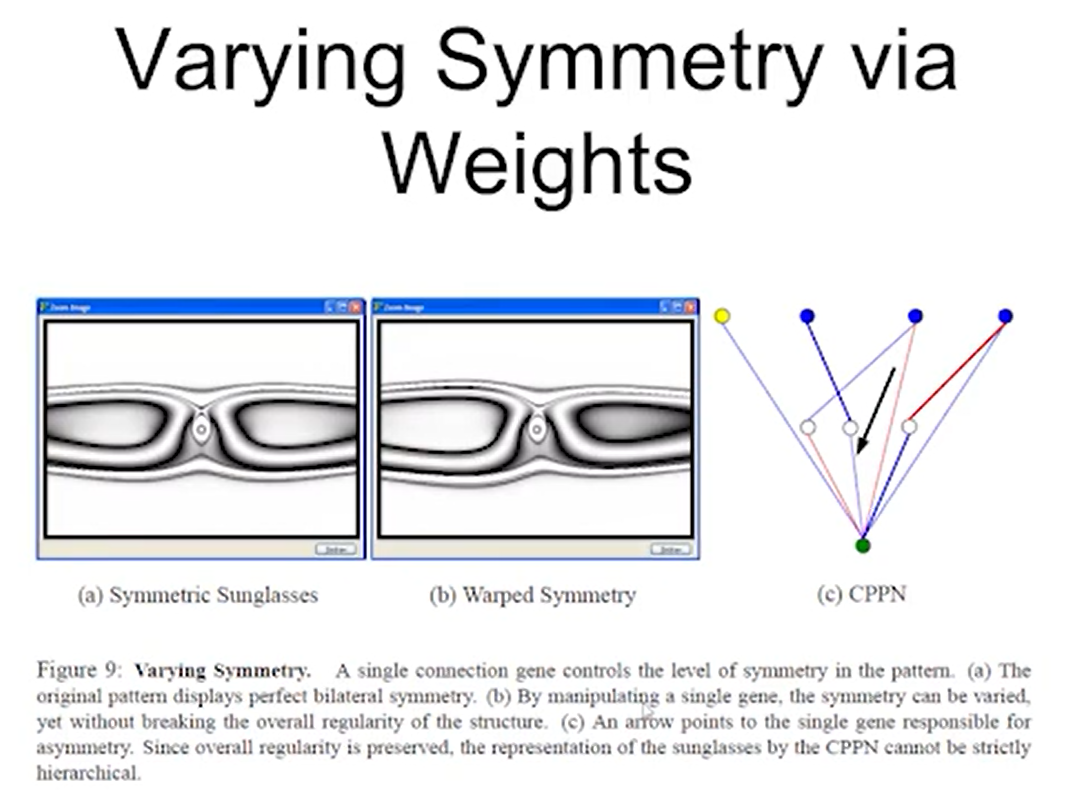 Varying Symmetry via
Weights
Zoom Image
Zoom Image
(a) Symmetric Sunglasses
(b) Warped Symmetry
(c) CPPN
Figure 9: Varying Symmetry. A single connection gene controls the level of symmetry in the pattern. (a) The
original pattern displays perfect bilateral symmetry. (b) By manipulating a single gene, the symmetry can be varied,
yet without breaking the overall regularity of the structure. (c) An arrow points to the single gene responsible for
asymmetry. Since overall regularity is preserved, the representation of the sunglasses by the CPPN cannot be strictly
hierarchical.